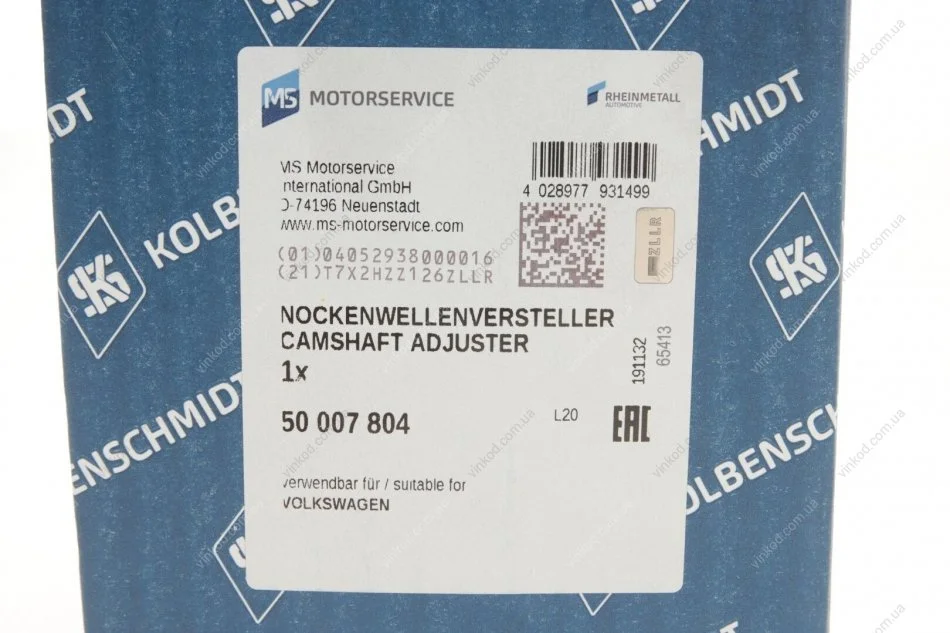 MS MOTORSERVICE
RHEINMETALL
AUTOMOTIVE
MS Motorservice
International GmbH
D-74196 Neuenstadt
www.ms-motorservice.com
4 028977 931499
(01)04052938000016
(21)T7X2HZZ126ZLLR
ZLLR
NOCKENWELLENVERSTELLER
CAMSHAFT ADJUSTER
1x
191132
65413
50 007 804
L20
EAC
verwendbar für / suitable for
VOLKSWAGEN
KOLBENSCHMIDT
KOLBENSCHMIDT
vinkod.com.ua